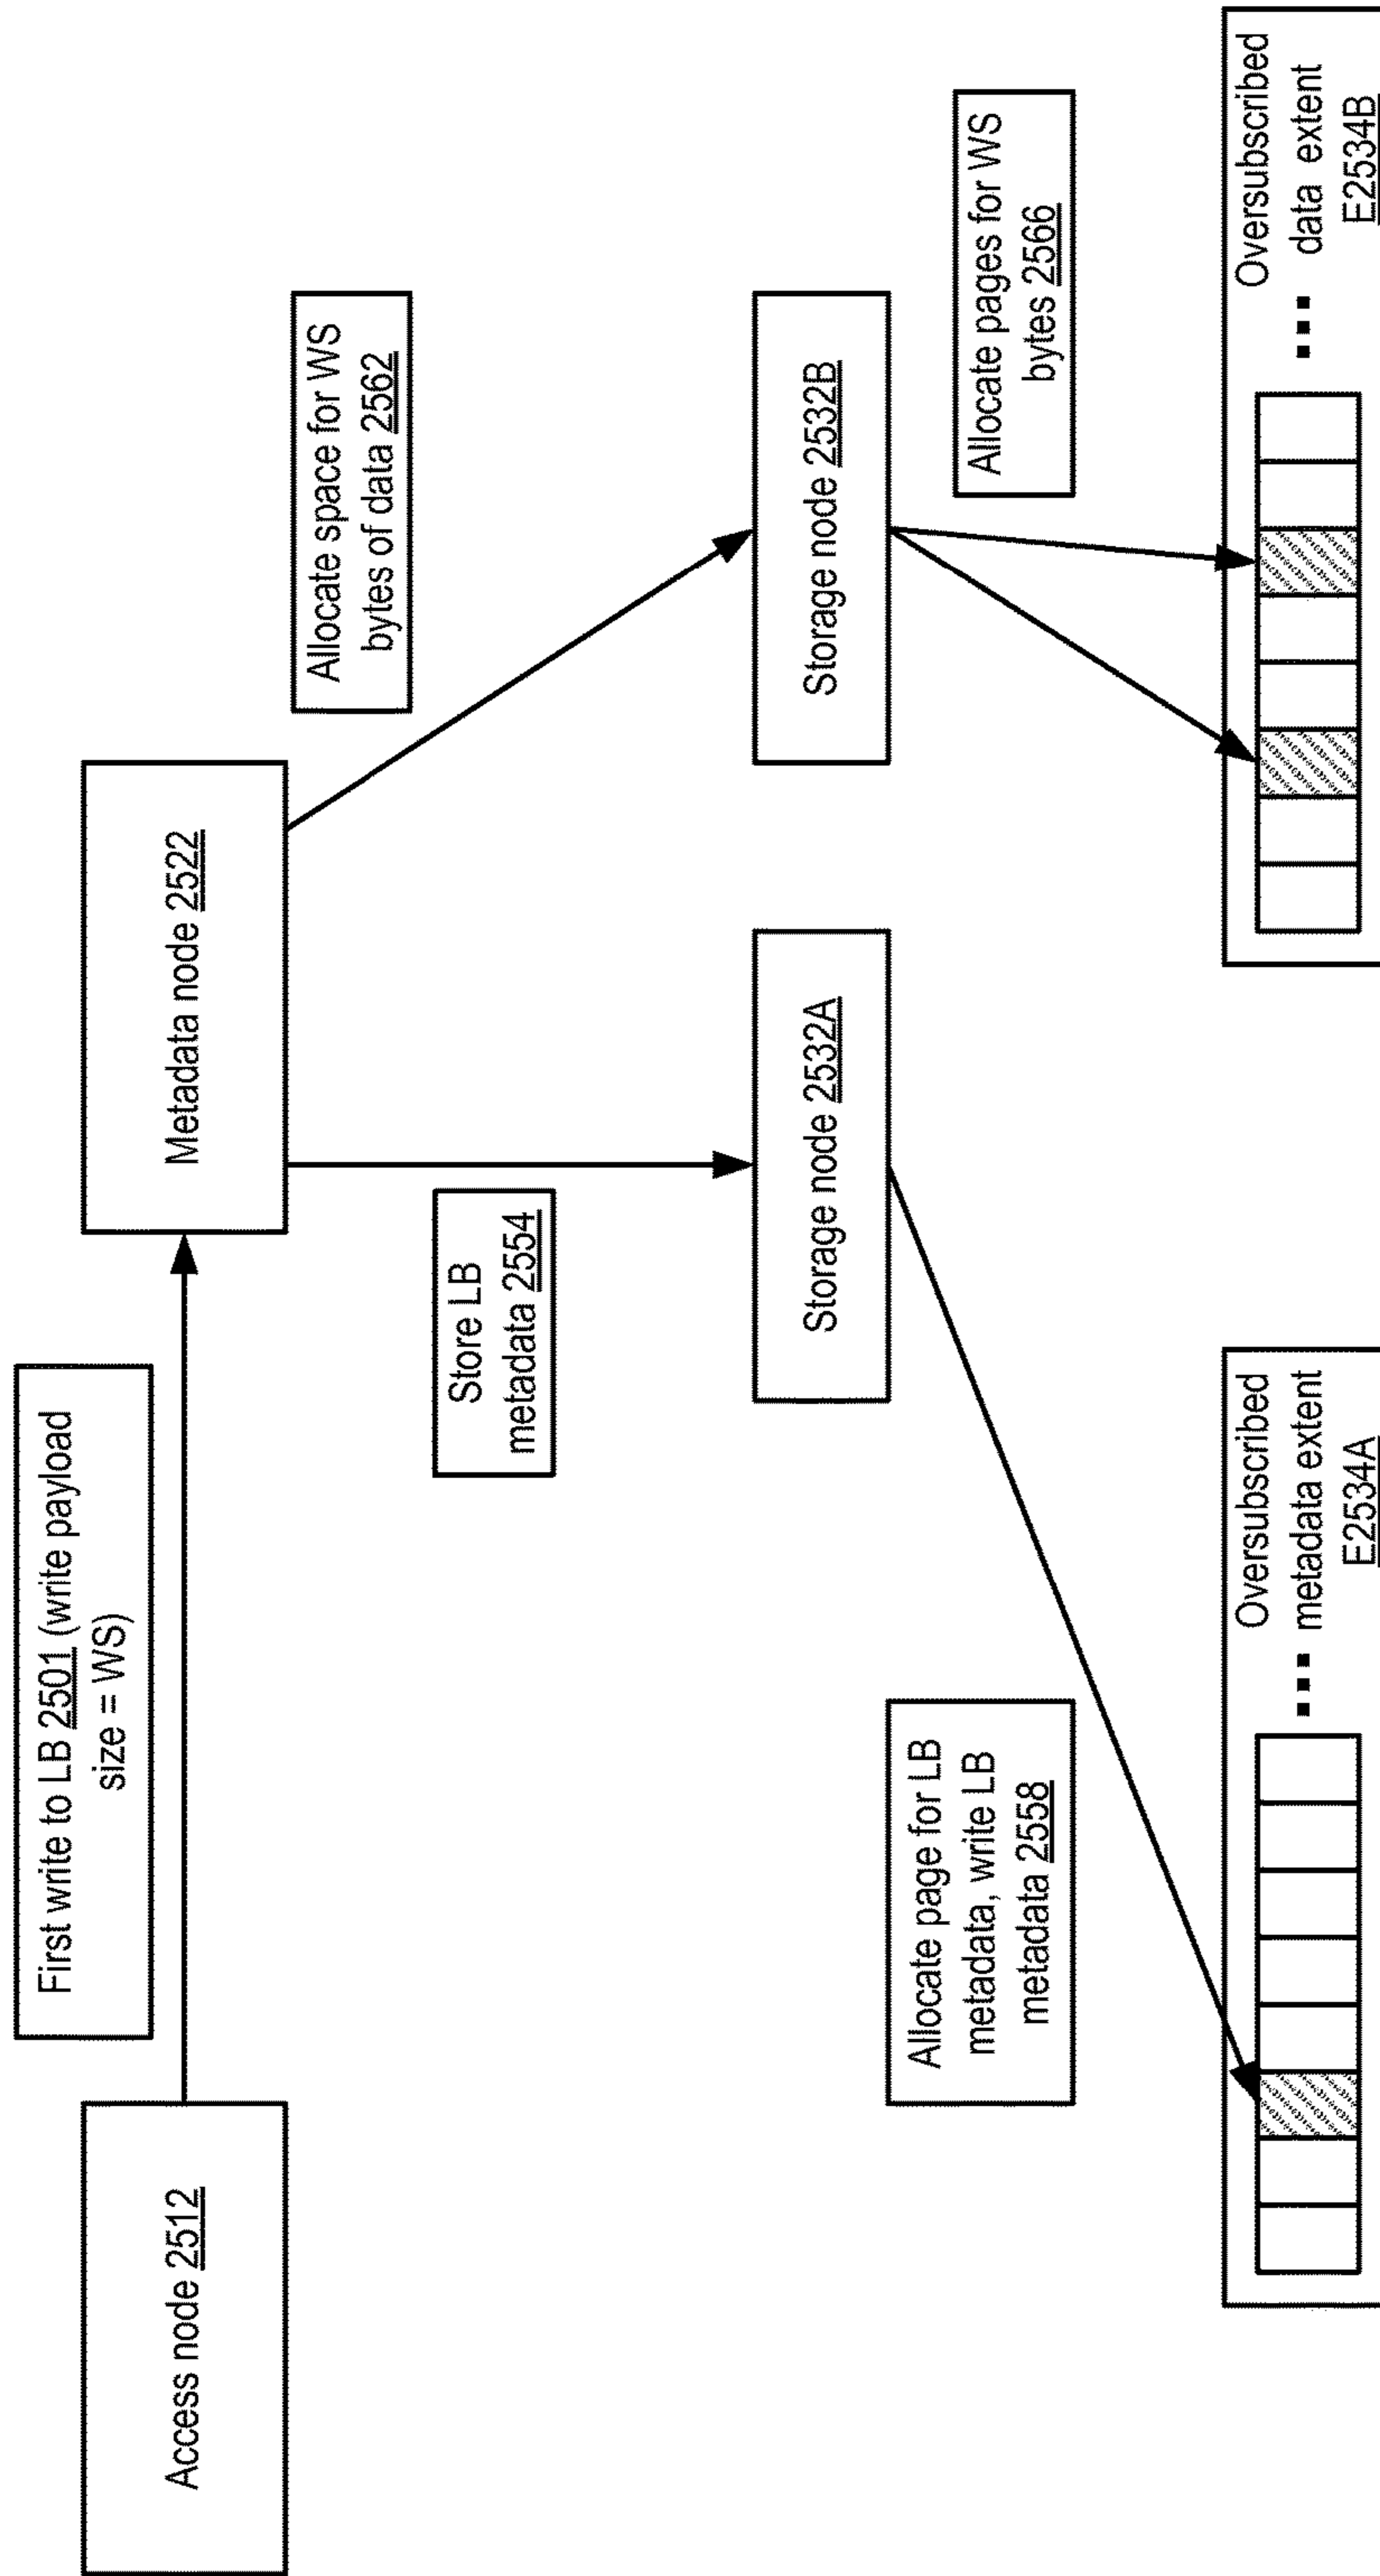 First write to LB 2501 (write payload
size = WS)
Access node 2512
Metadata node 2522
Store LB
metadata 2554
Allocate space for WS
bytes of data 2562
Storage node 2532A
Storage node 2532B
Allocate page for LB
metadata, write LB
metadata 2558
Allocate pages for WS
bytes 2566
Oversubscribed
metadata extent
E2534A
Oversubscribed
data extent
E2534B